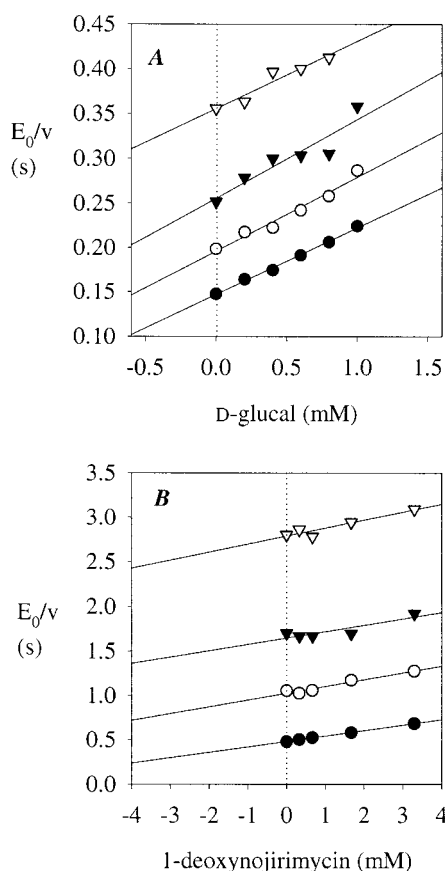 0.45
A
0.40
0.35
E0/v
(s)
0.30
0.25
0.20
0.15
0.10
-0.5 0.0 0.5 1.0 1.5
D-glucal (mM)
3.5
B
3.0
2.5
E0/v
(s)
2.0
1.5
1.0
0.5
0.0
-4 -3 -2 -1 0 1 2 3 4
1-deoxynojirimycin (mM)